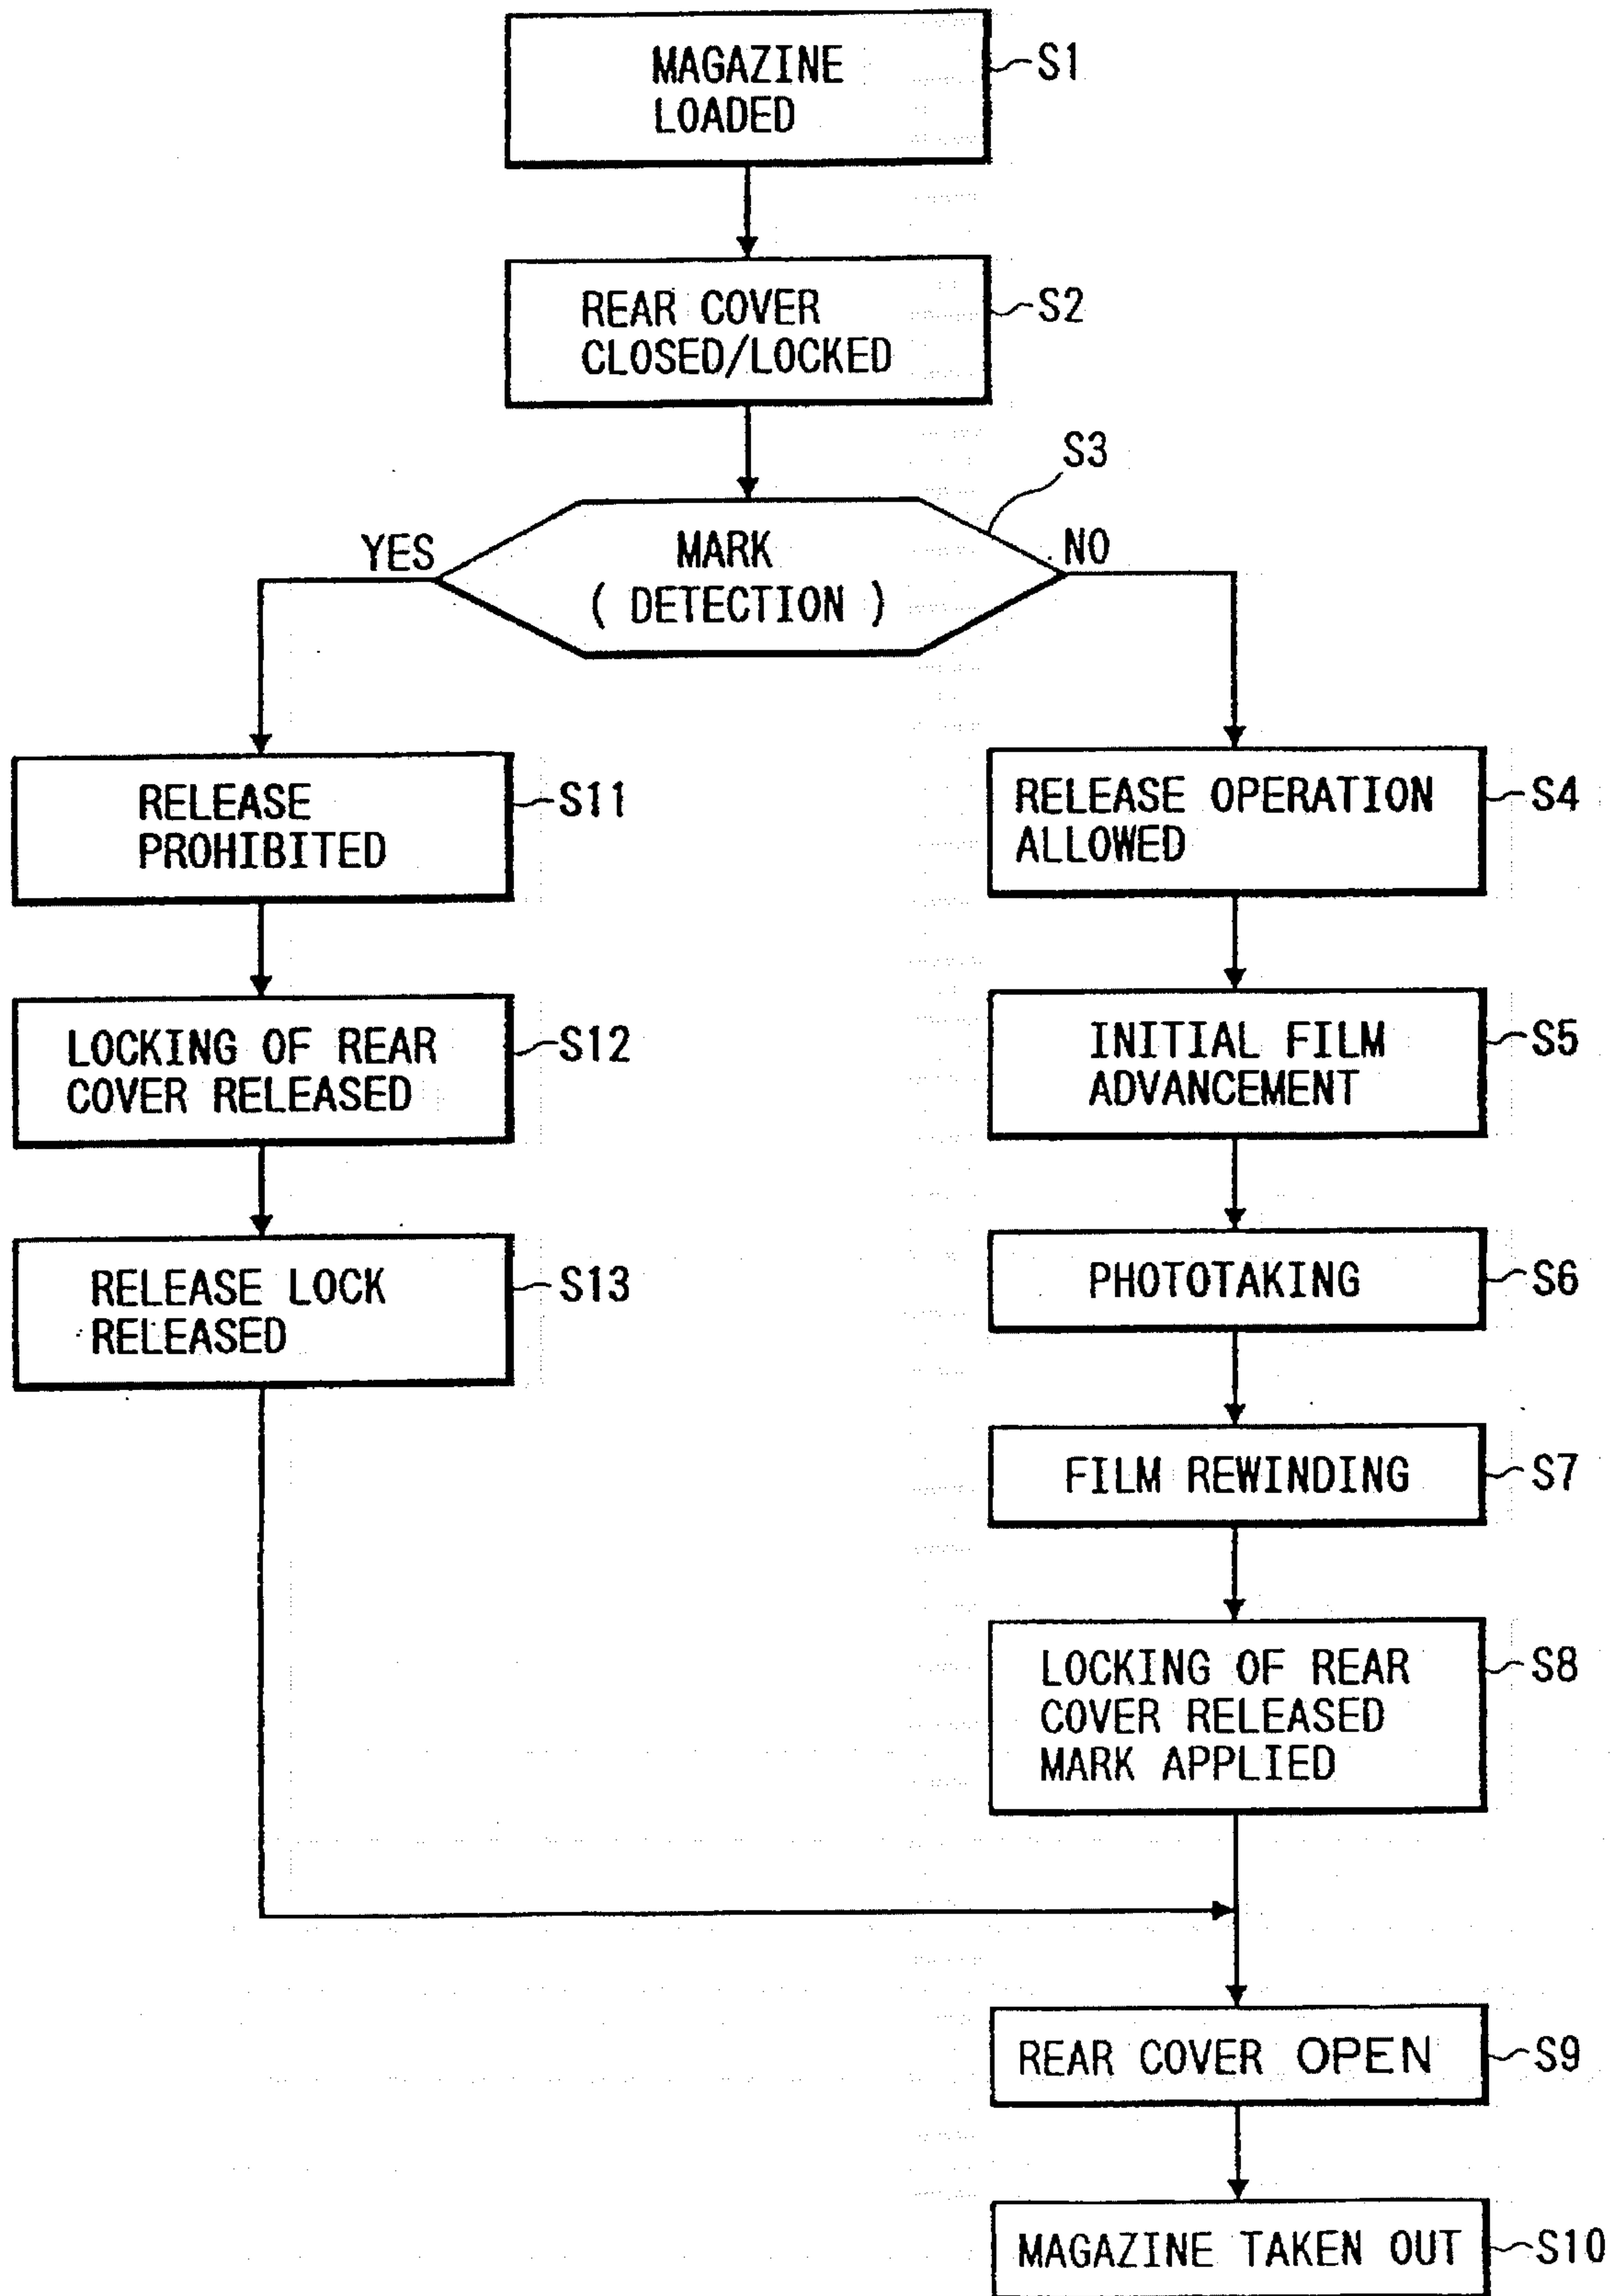 MAGAZINE
LOADED
S1
REAR COVER
CLOSED/LOCKED
S2
S3
YES
MARK
( DETECTION )
NO
RELEASE
PROHIBITED
S11
RELEASE OPERATION
ALLOWED
S4
LOCKING OF REAR
COVER RELEASED
S12
INITIAL FILM
ADVANCEMENT
S5
RELEASE LOCK
RELEASED
S13
PHOTOTAKING
S6
FILM REWINDING
S7
LOCKING OF REAR
COVER RELEASED
MARK APPLIED
S8
REAR COVER OPEN
S9
MAGAZINE TAKEN OUT
S10